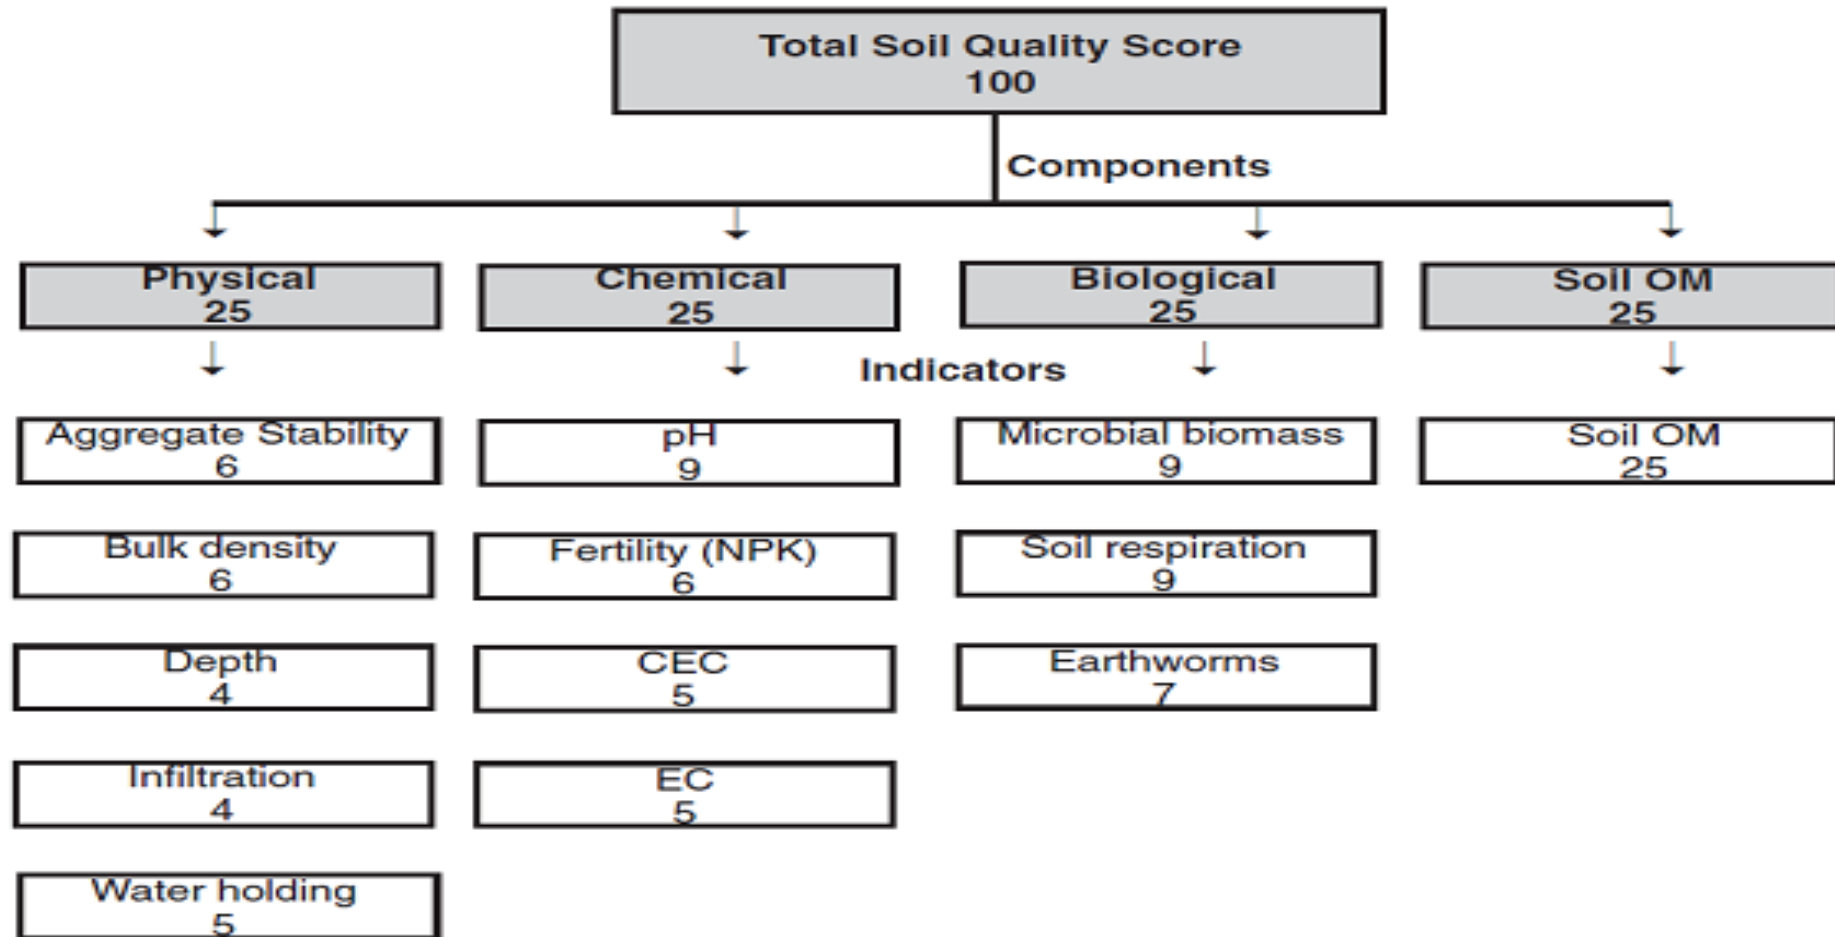 Total Soil Quality Score
100
Components
Physical
25
Chemical
25
Biological
25
Soil OM
25
Indicators
Aggregate Stability
6
pH
9
Microbial biomass
9
Soil OM
25
Bulk density
6
Fertility (NPK)
6
Soil respiration
9
Depth
4
CEC
5
Earthworms
7
Infiltration
4
EC
5
Water holding
5